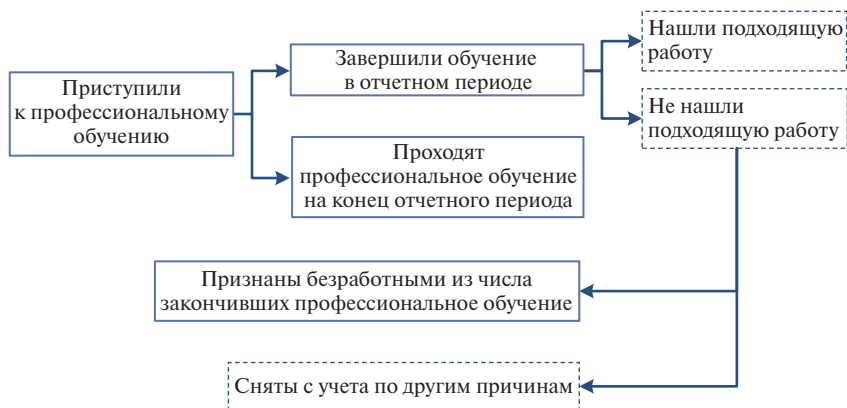 Приступили
к профессиональному
обучению
Завершили обучение
в отчетном периоде
Проходят
профессиональное обучение
на конец отчетного периода
Нашли подходящую
работу
Не нашли
подходящую работу
Признаны безработными из числа
закончивших профессиональное обучение
Сняты с учета по другим причинам